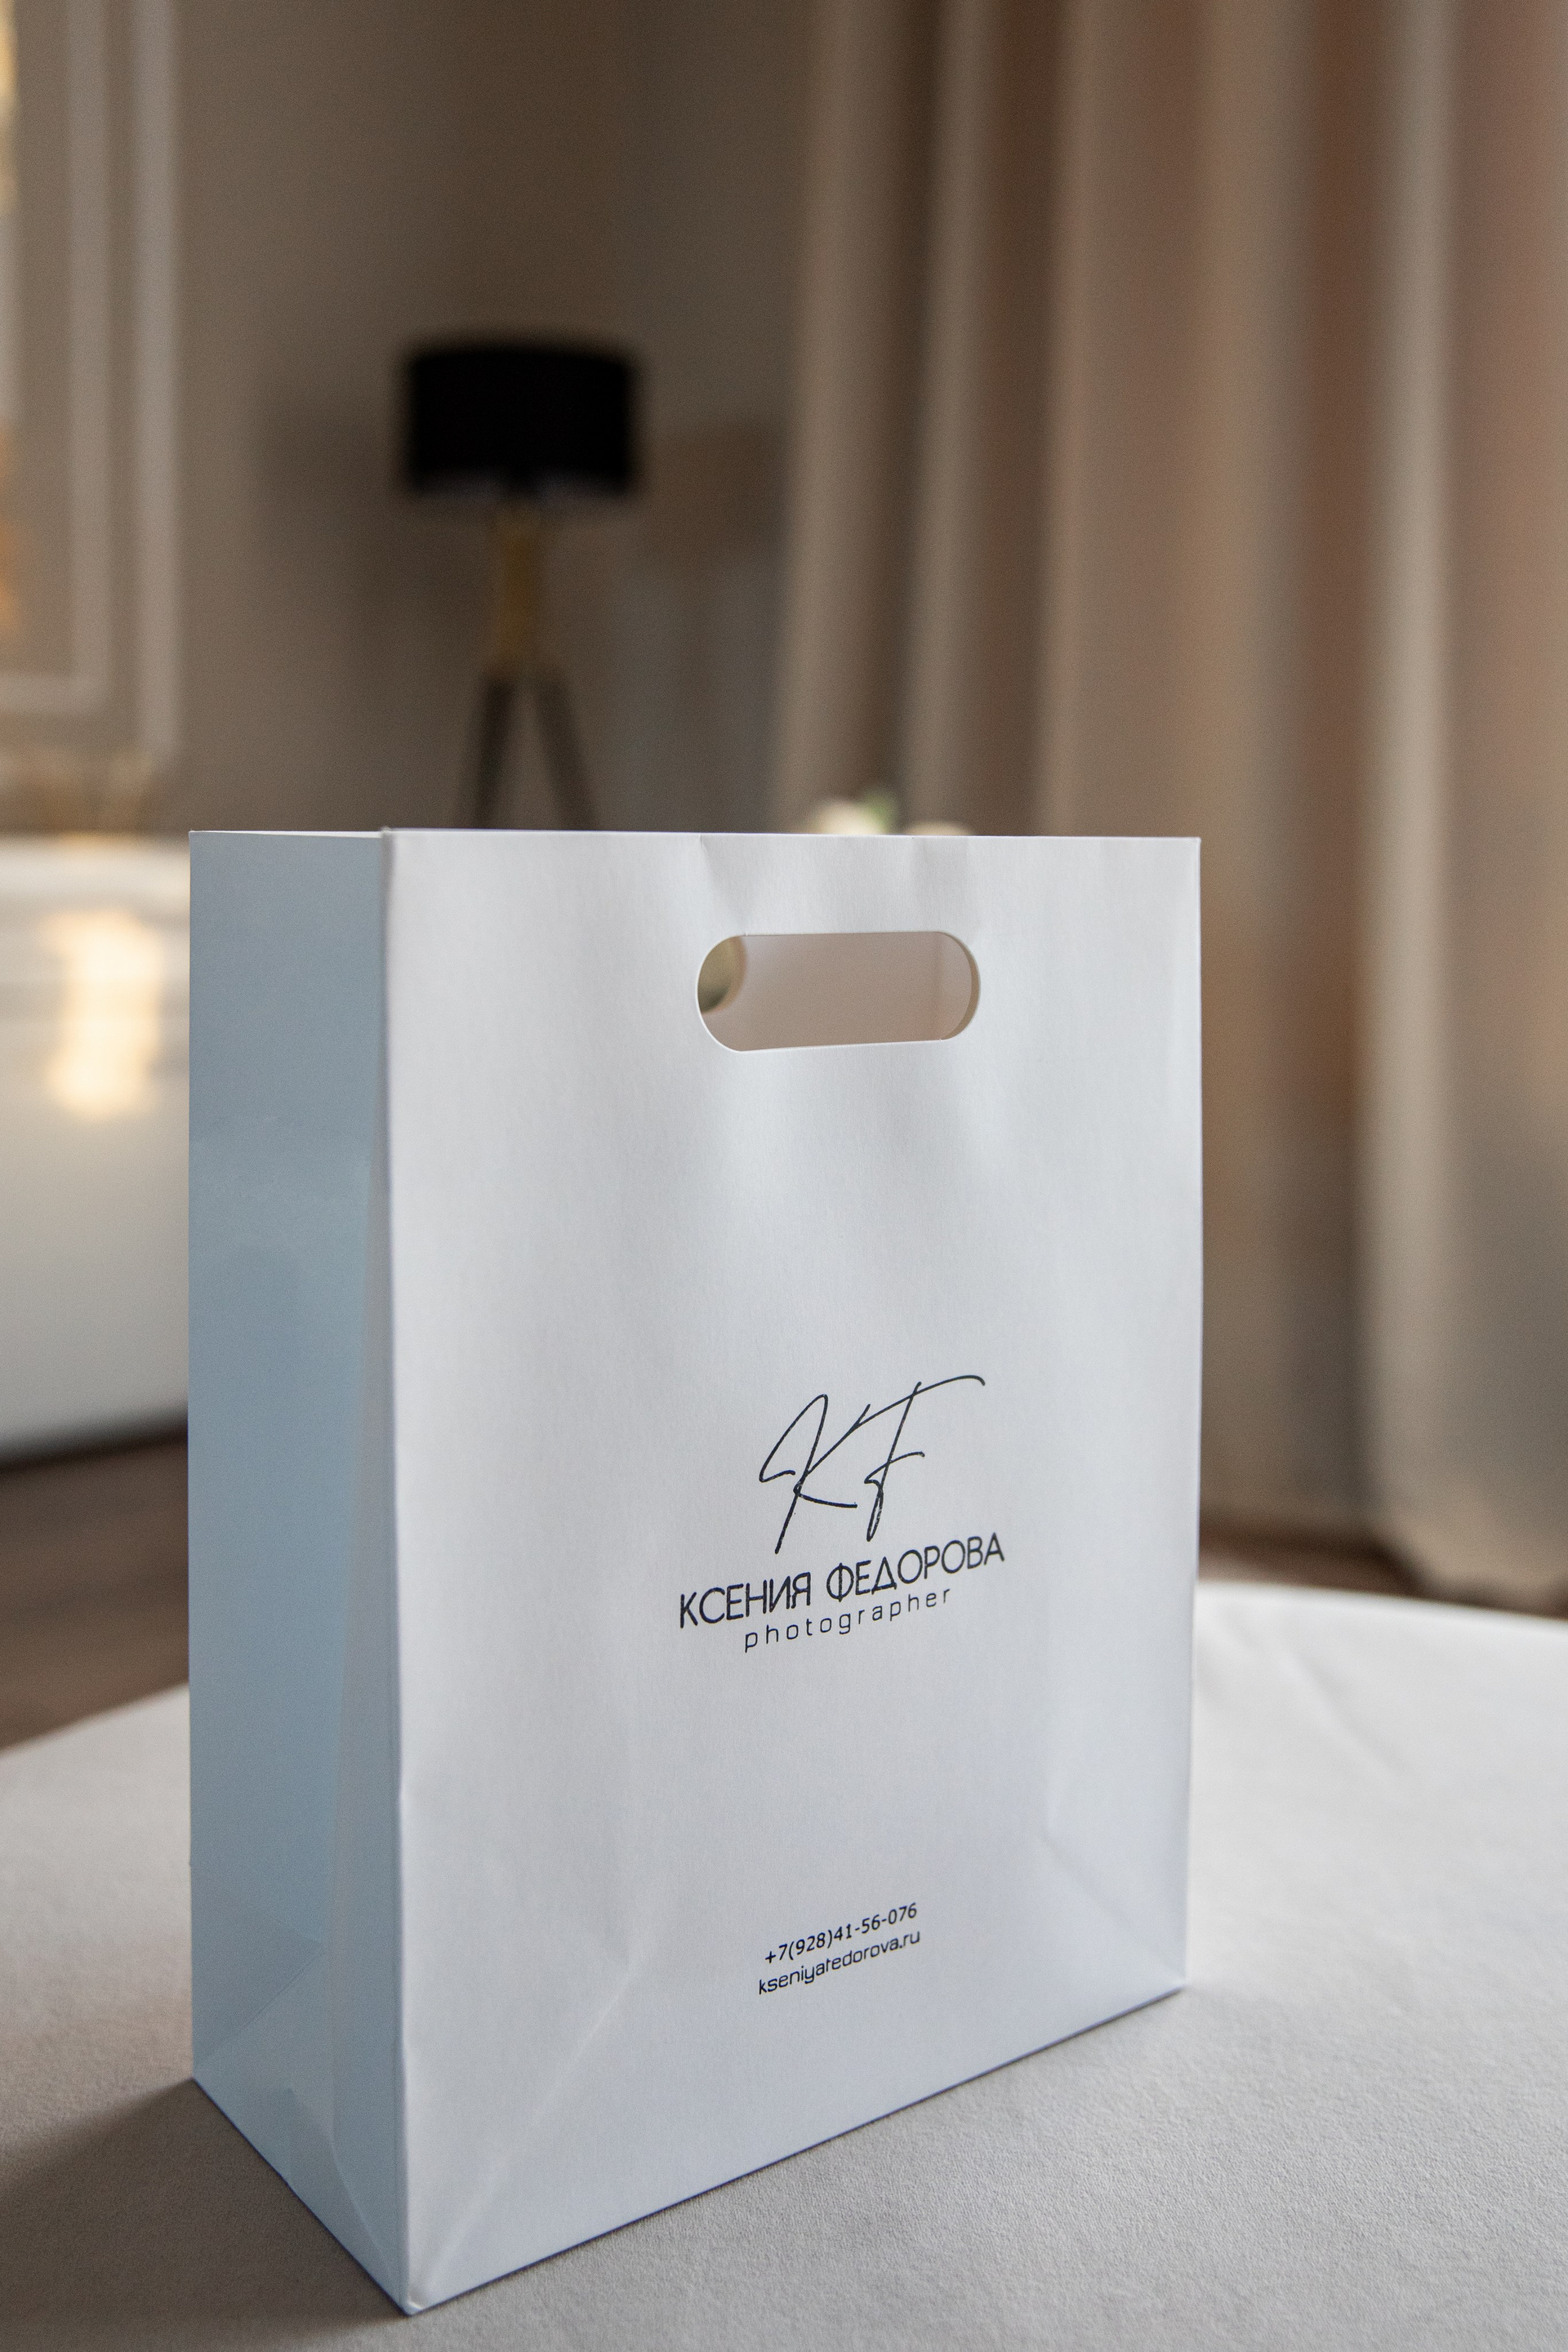 KF
КСЕНИЯ ФЕДОРОВА
photographer
+7(928)41-56-076
kseniyafedorova.ru